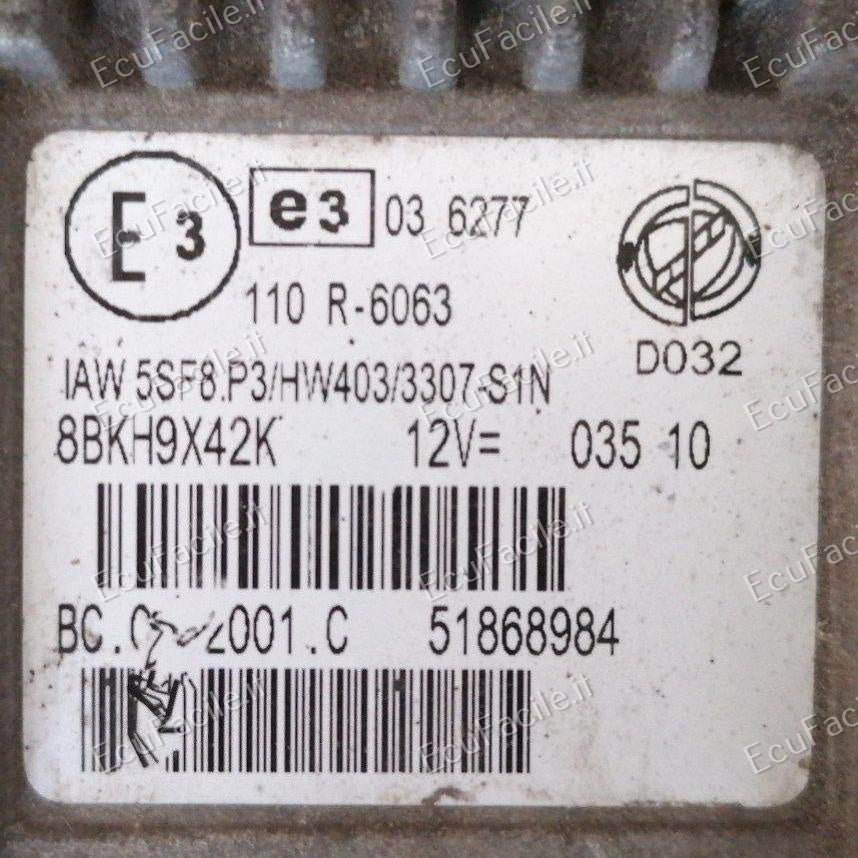 E 3 e3 03 6277
110 R-6063
D032
IAW 5SF8.P3/HW403/3307-S1N
8BKH9X42K 12V= 035 10
51868984
EcuFacile.it